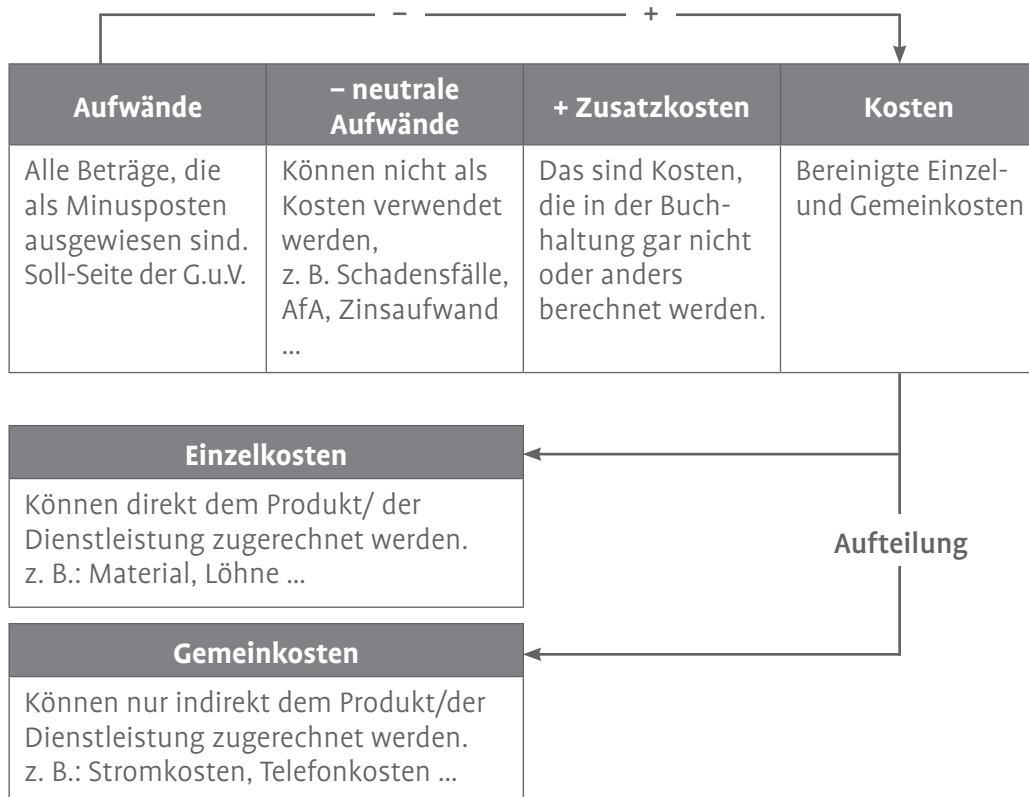 – +
Aufwände
– neutrale
Aufwände
+ Zusatzkosten
Kosten
Alle Beträge, die
als Minusposten
ausgewiesen sind.
Soll-Seite der G.u.V.
Können nicht als
Kosten verwendet
werden,
z. B. Schadensfälle,
AfA, Zinsaufwand
...
Das sind Kosten,
die in der Buch-
haltung gar nicht
oder anders
berechnet werden.
Bereinigte Einzel-
und Gemeinkosten
Einzelkosten
Können direkt dem Produkt/ der
Dienstleistung zugerechnet werden.
z. B.: Material, Löhne ...
Aufteilung
Gemeinkosten
Können nur indirekt dem Produkt/der
Dienstleistung zugerechnet werden.
z. B.: Stromkosten, Telefonkosten ...